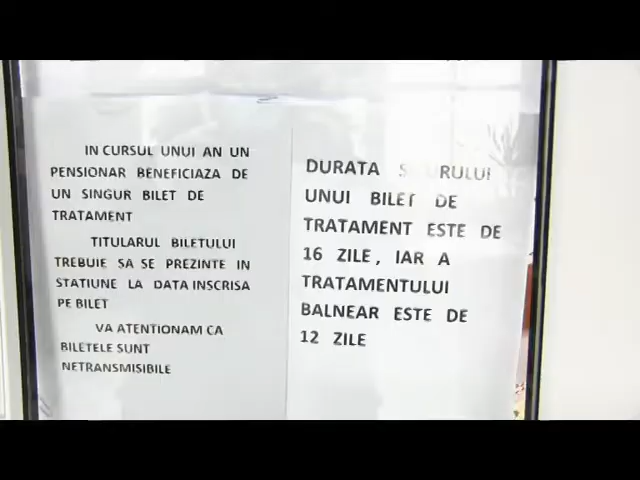 IN CURSUL UNUI AN UN
PENSIONAR BENEFICIAZA DE
UN SINGUR BILET DE
TRATAMENT
TITULARUL BILETULUI
TREBUIE SA SE PREZINTE IN
STATIUNE LA DATA INSCRISA
PE BILET
VA ATENTIONAM CA
BILETELE SUNT
NETRANSMISIBILE
DURATA
UNUI BILET DE
TRATAMENT ESTE DE
16 ZILE, IAR A
TRATAMENTULUI
BALNEAR ESTE DE
12 ZILE